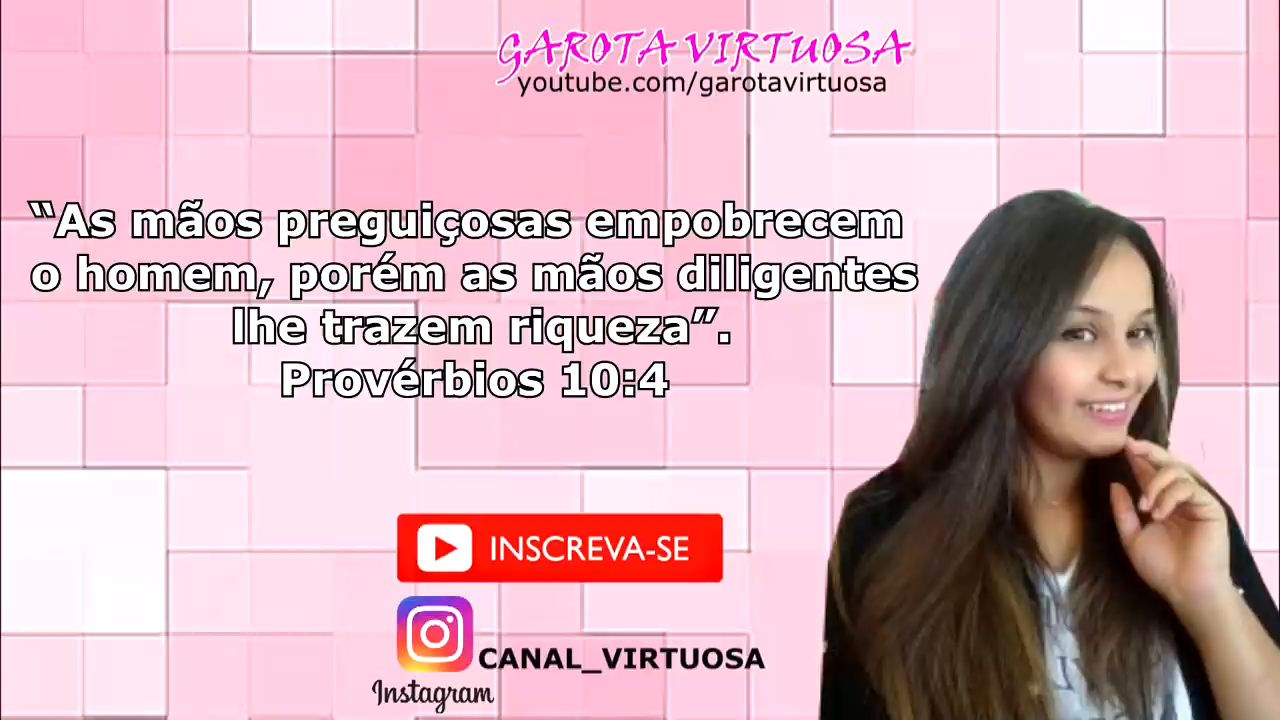 GAROTA VIRTUOSA
youtube.com/garotavirtuosa
“As mãos preguiçosas empobrecem
o homem, porém as mãos diligentes
lhe trazem riqueza”.
Provérbios 10:4
INSCREVA-SE
CANAL_VIRTUOSA
Instagram